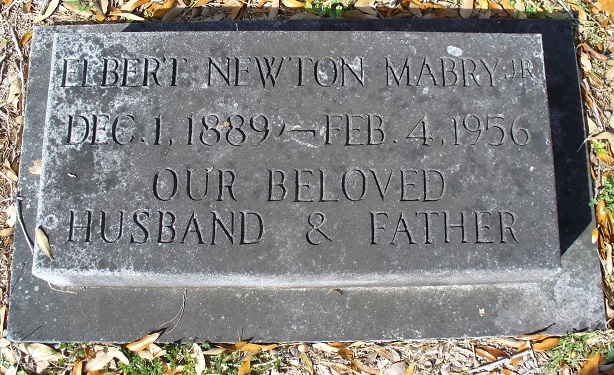 ELBERT NEWTON MABRY JR
DEC. 1, 1889 — FEB. 4, 1956
OUR BELOVED
HUSBAND & FATHER